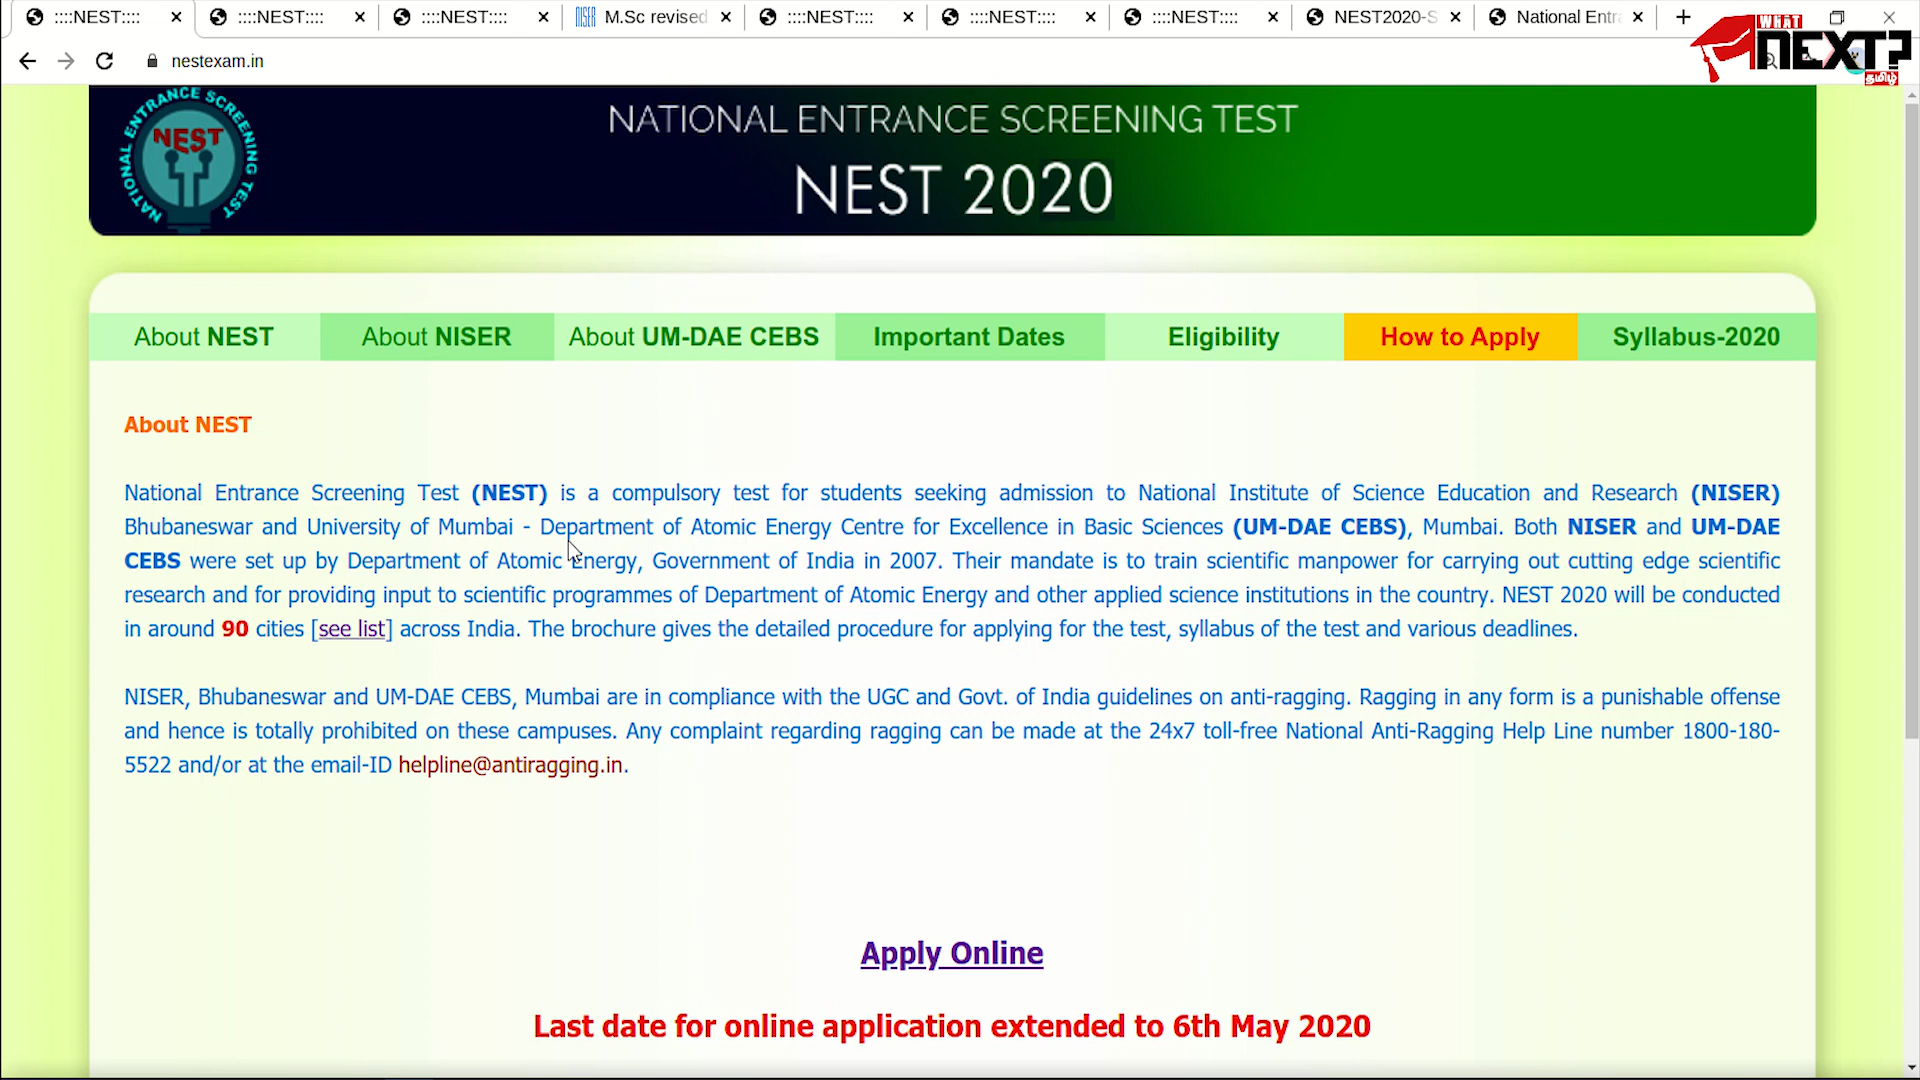 ::::NEST::::
::::NEST::::
::::NEST::::
NISER M.Sc revised
::::NEST::::
::::NEST::::
::::NEST::::
NEST2020-S
National Entr
WHAT
NEXT?
தமிழ்
nestexam.in
NATIONAL ENTRANCE SCREENING TEST
NEST
NATIONAL ENTRANCE SCREENING TEST
NEST 2020
About NEST
About NISER
About UM-DAE CEBS
Important Dates
Eligibility
How to Apply
Syllabus-2020
About NEST
National Entrance Screening Test (NEST) is a compulsory test for students seeking admission to National Institute of Science Education and Research (NISER)
Bhubaneswar and University of Mumbai - Department of Atomic Energy Centre for Excellence in Basic Sciences (UM-DAE CEBS), Mumbai. Both NISER and UM-DAE
CEBS were set up by Department of Atomic Energy, Government of India in 2007. Their mandate is to train scientific manpower for carrying out cutting edge scientific
research and for providing input to scientific programmes of Department of Atomic Energy and other applied science institutions in the country. NEST 2020 will be conducted
in around 90 cities [see list] across India. The brochure gives the detailed procedure for applying for the test, syllabus of the test and various deadlines.
NISER, Bhubaneswar and UM-DAE CEBS, Mumbai are in compliance with the UGC and Govt. of India guidelines on anti-ragging. Ragging in any form is a punishable offense
and hence is totally prohibited on these campuses. Any complaint regarding ragging can be made at the 24x7 toll-free National Anti-Ragging Help Line number 1800-180-
5522 and/or at the email-ID helpline@antiragging.in.
Apply Online
Last date for online application extended to 6th May 2020